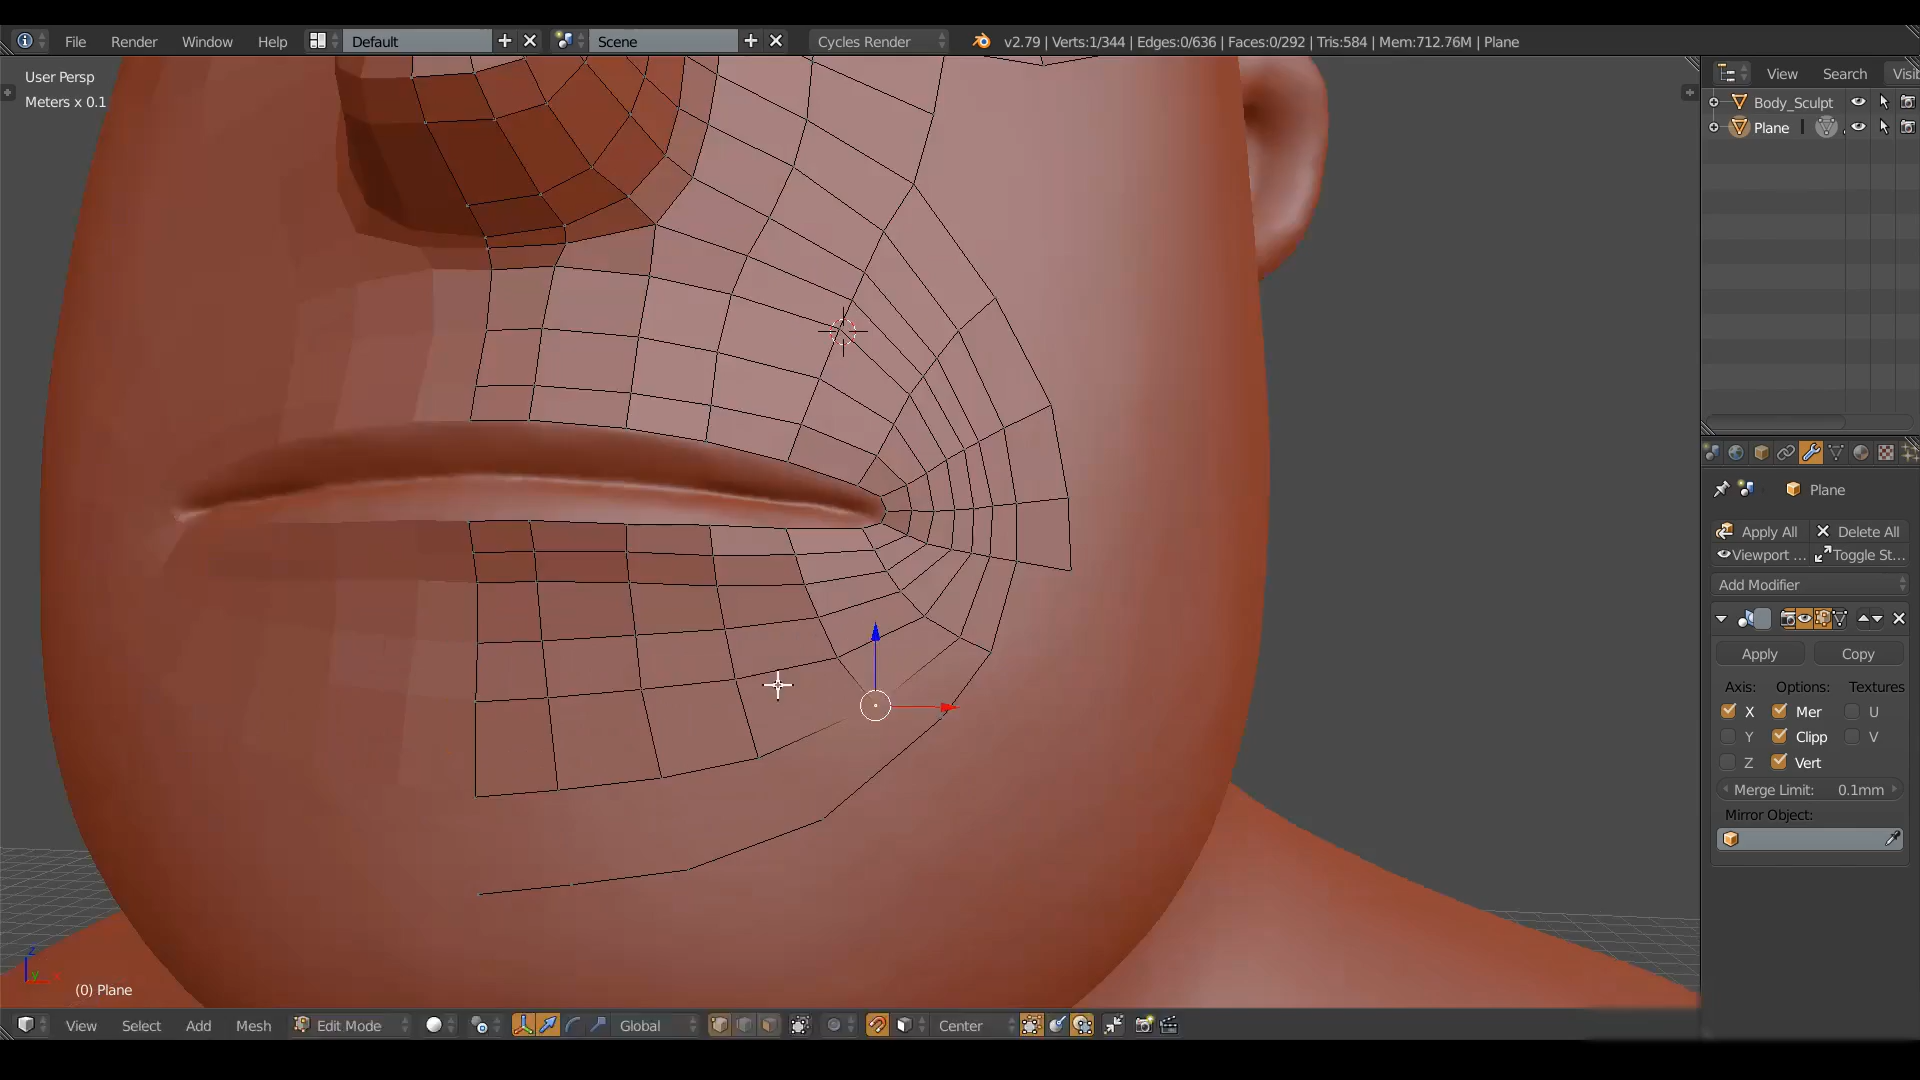 File Render Window Help Default Scene Cycles Render v2.79 | Verts:1/344 | Edges:0/636 | Faces:0/292 | Tris:584 | Mem:712.76M | Plane
User Persp
Meters x 0.1
View Search Visi
Body_Sculpt
Plane
Plane
Apply All Delete All
Viewport ... Toggle St...
Add Modifier
Apply Copy
Axis: Options: Textures
X Mer U
Y Clipp V
Z Vert
Merge Limit: 0.1mm
Mirror Object:
z
y x
(0) Plane
View Select Add Mesh Edit Mode Global Center